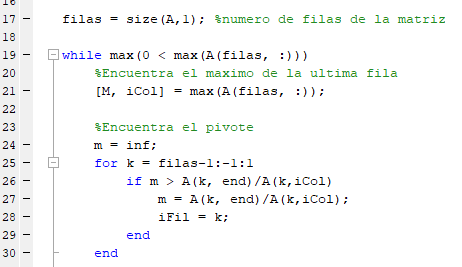 17 – filas = size(A,1); %numero de filas de la matriz
18
19 – while max(0 < max(A(filas, :)))
20 %Encuentra el maximo de la ultima fila
21 – [M, iCol] = max(A(filas, :));
22
23 %Encuentra el pivote
24 – m = inf;
25 – for k = filas-1:-1:1
26 – if m > A(k, end)/A(k,iCol)
27 – m = A(k, end)/A(k,iCol);
28 – iFil = k;
29 – end
30 – end